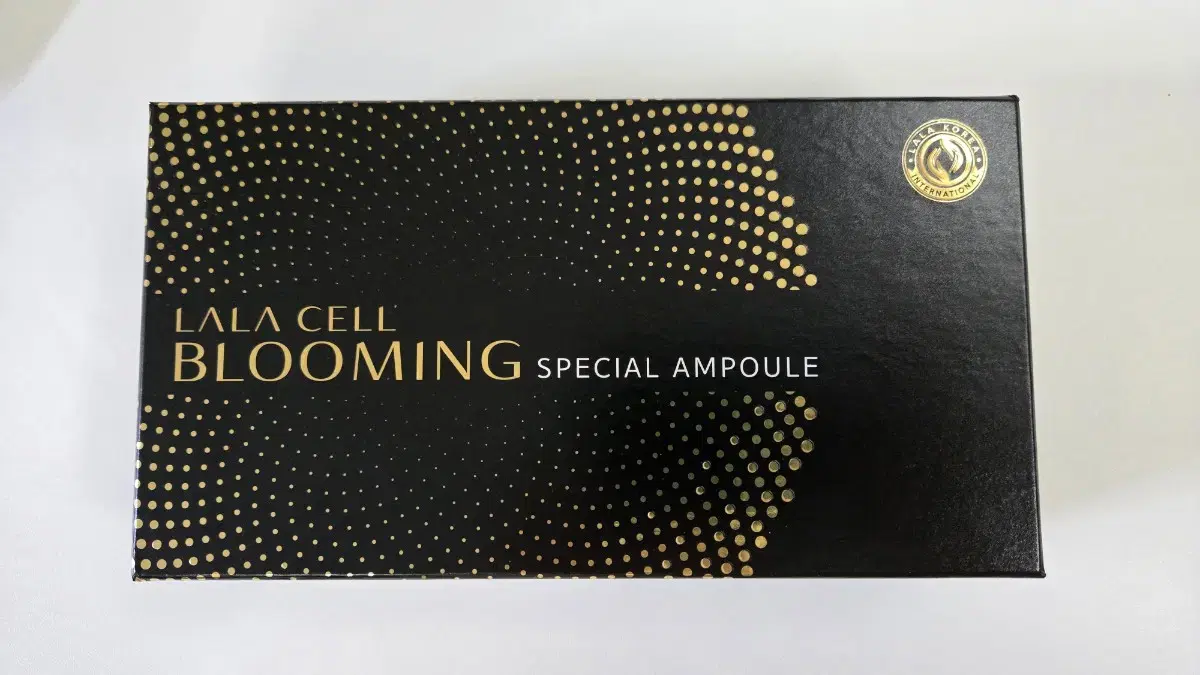 LALA KOREA
INTERNATIONAL
LALA CELL
BLOOMING SPECIAL AMPOULE